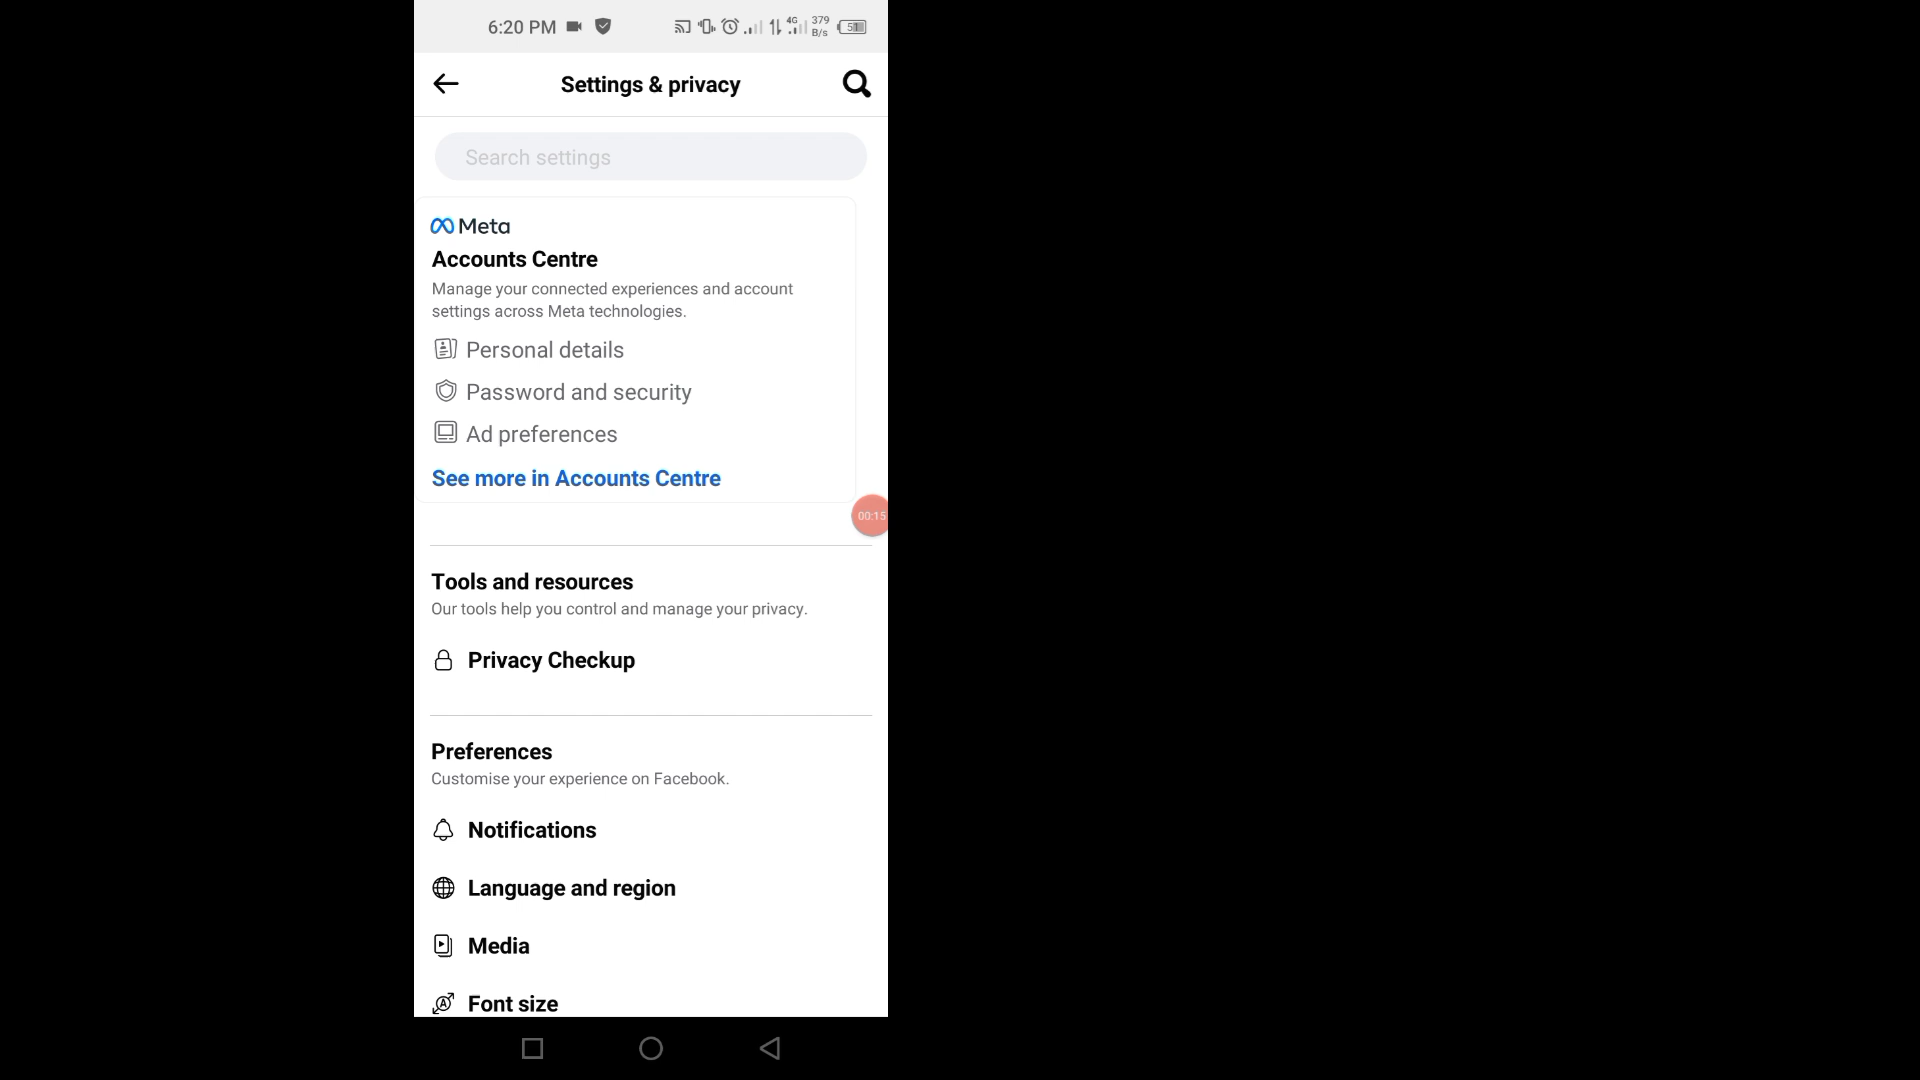 6:20 PM 4G 379 B/s 51
Settings & privacy
Search settings
Meta
Accounts Centre
Manage your connected experiences and account
settings across Meta technologies.
Personal details
Password and security
Ad preferences
See more in Accounts Centre
00:15
Tools and resources
Our tools help you control and manage your privacy.
Privacy Checkup
Preferences
Customise your experience on Facebook.
Notifications
Language and region
Media
Font size